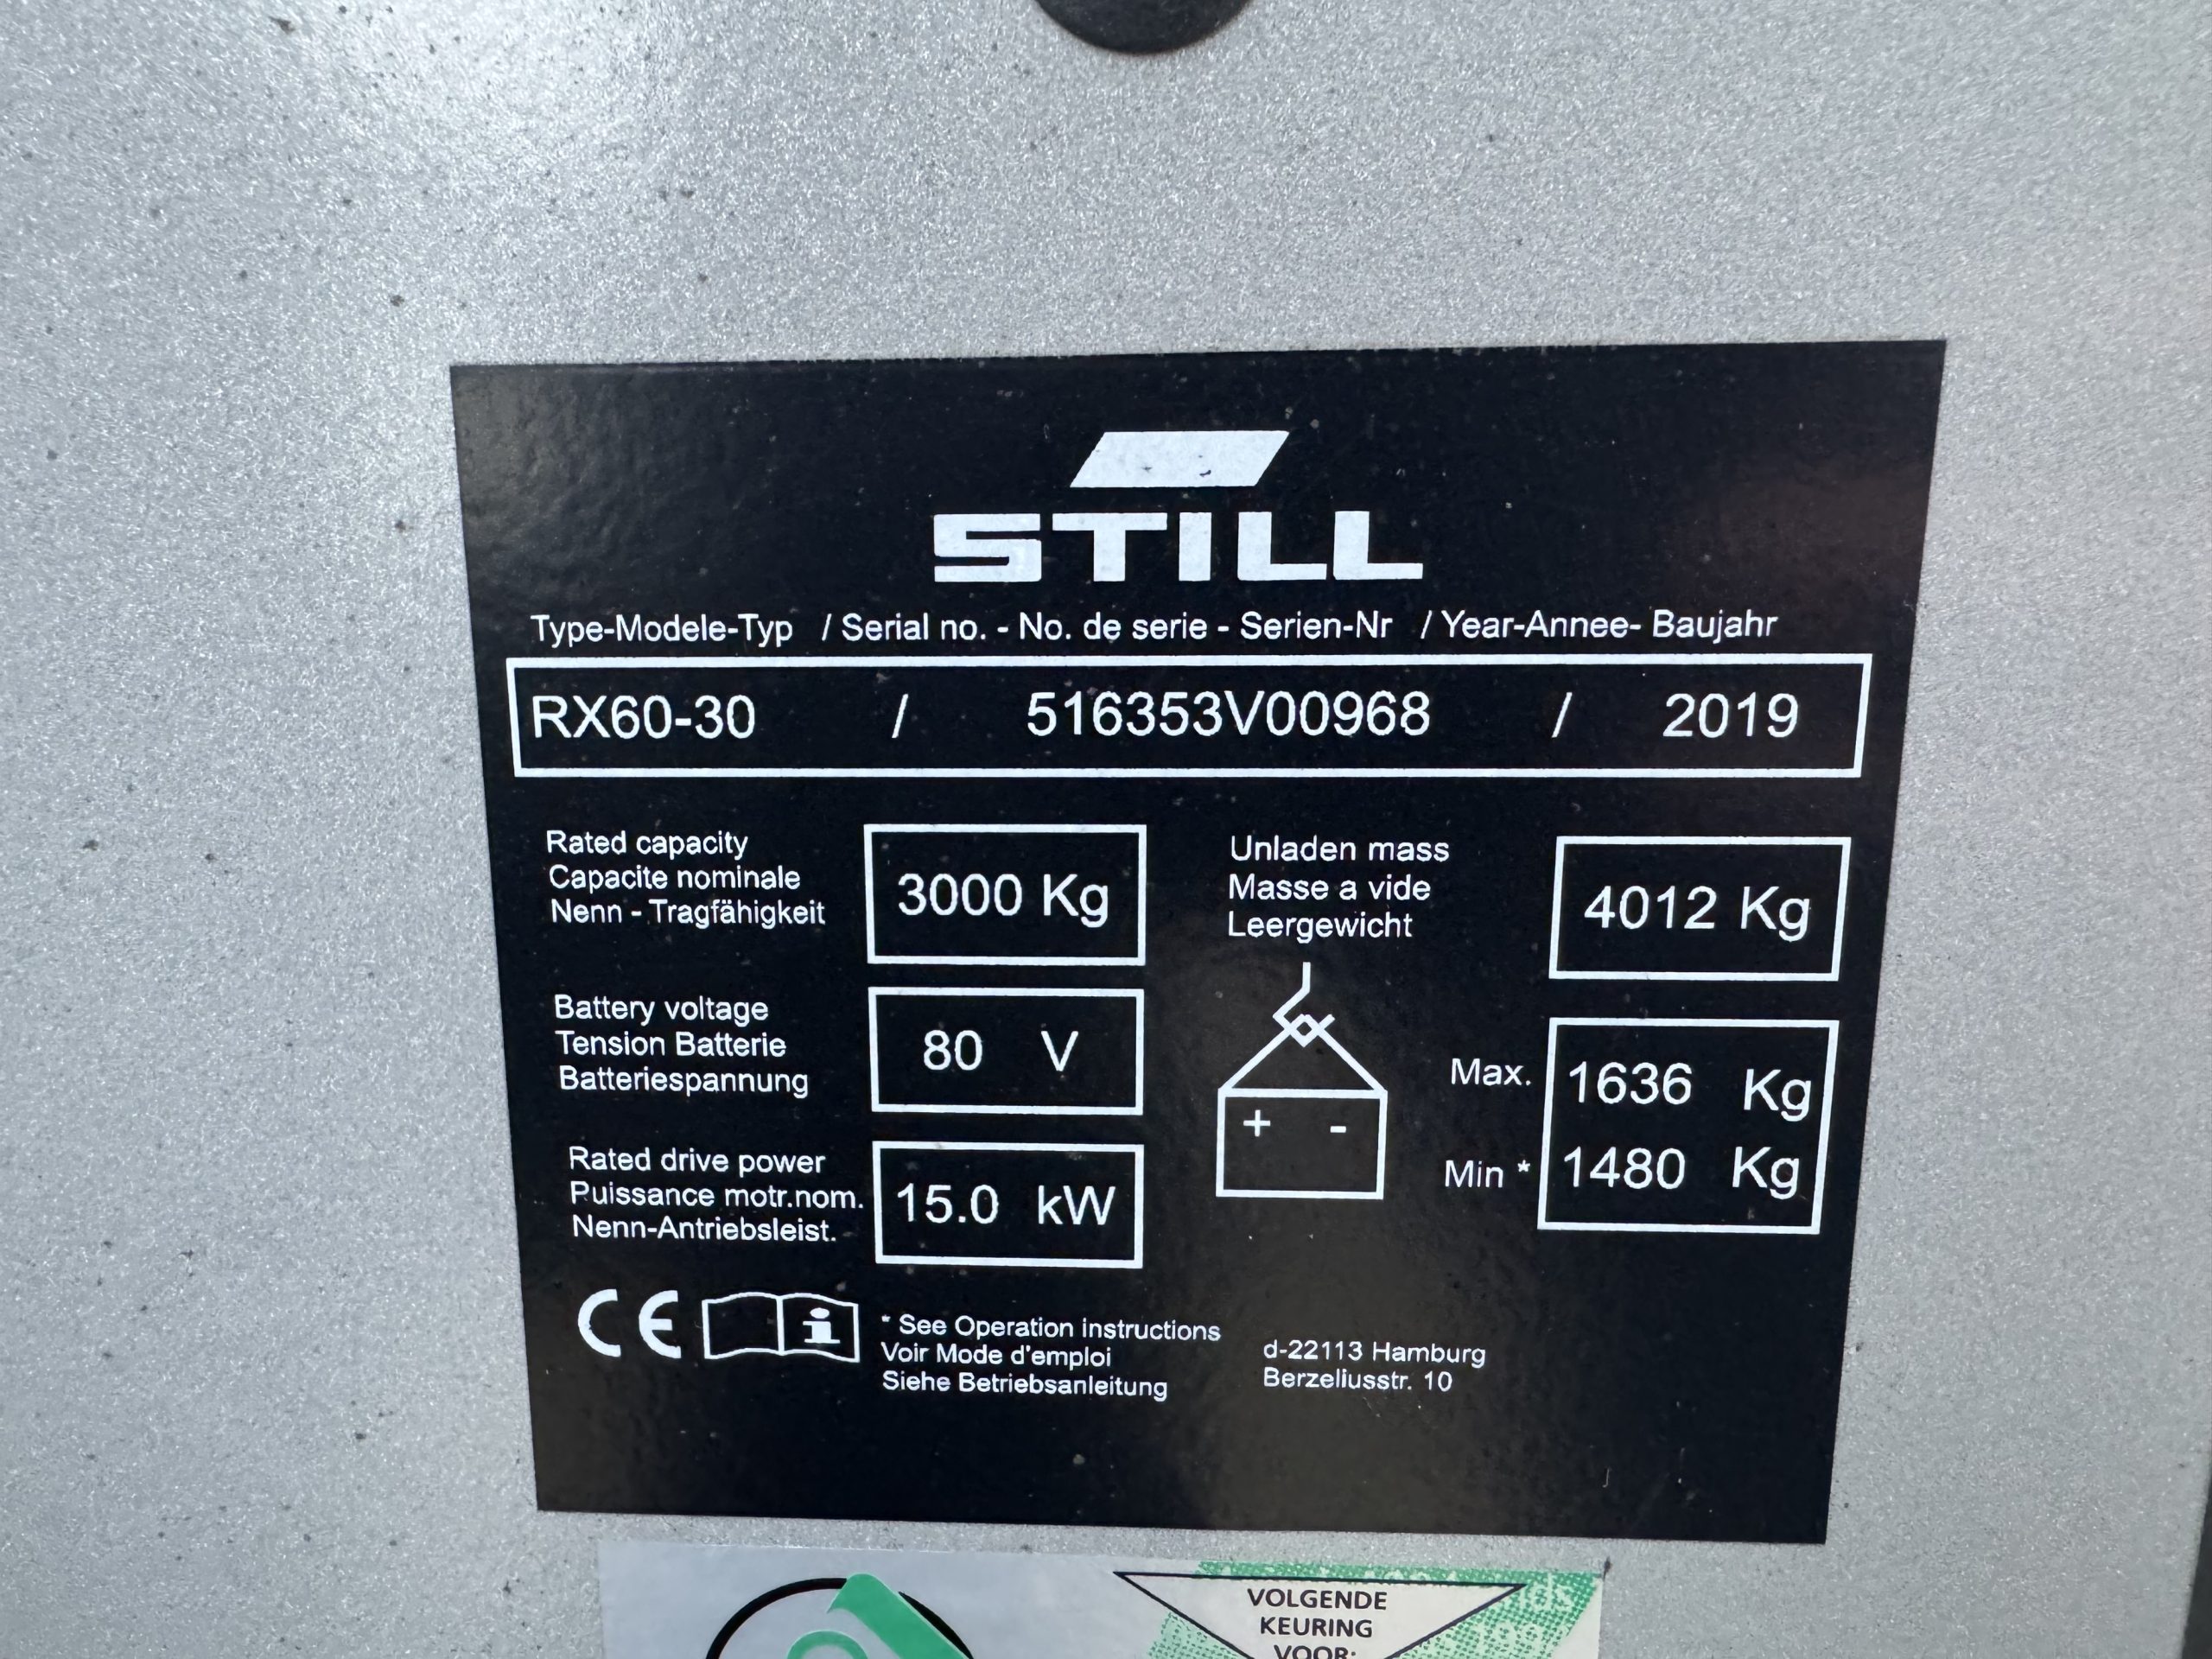 STILL
Type-Modele-Typ / Serial no. - No. de serie - Serien-Nr / Year-Annee- Baujahr
RX60-30 / 516353V00968 / 2019
Rated capacity
Capacite nominale
Nenn - Tragfähigkeit
3000 Kg
Unladen mass
Masse a vide
Leergewicht
4012 Kg
Battery voltage
Tension Batterie
Batteriespannung
80 V
+ -
Max. 1636 Kg
Min * 1480 Kg
Rated drive power
Puissance motr.nom.
Nenn-Antriebsleist.
15.0 kW
CE
i
* See Operation instructions
Voir Mode d'emploi
Siehe Betriebsanleitung
d-22113 Hamburg
Berzeliusstr. 10
VOLGENDE
KEURING
VOOR: